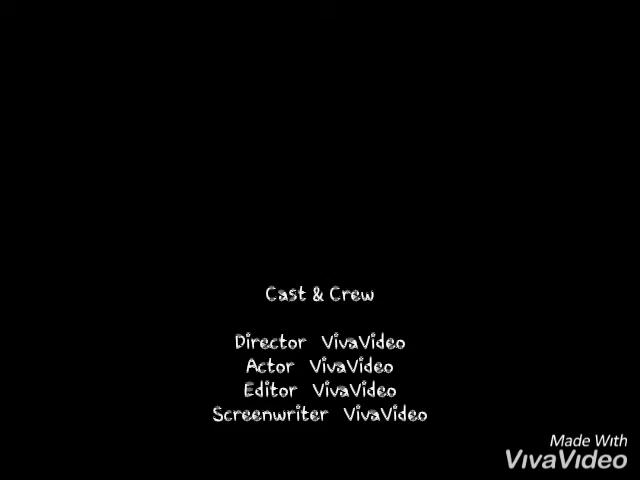 Cast & Crew
Director VivaVideo
Actor VivaVideo
Editor VivaVideo
Screenwriter VivaVideo
Made With
VivaVideo